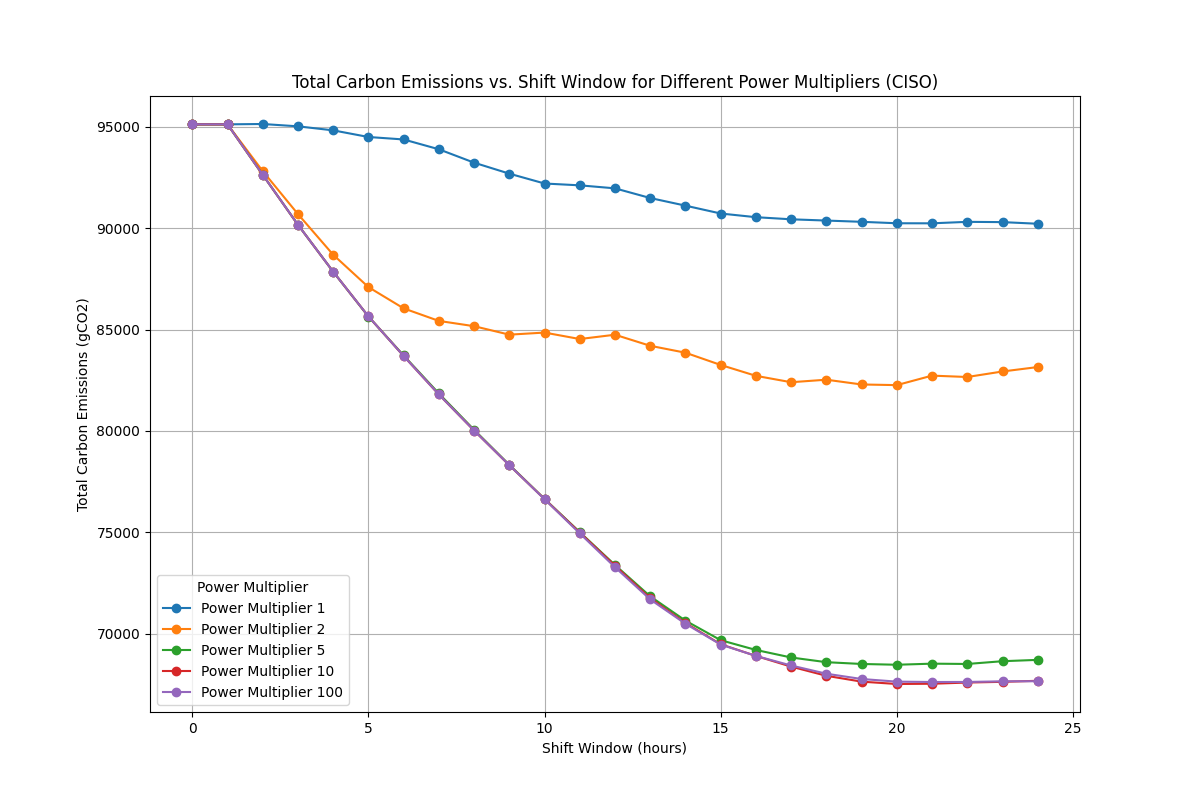 Total Carbon Emissions vs. Shift Window for Different Power Multipliers (CISO)
Total Carbon Emissions (gCO2)
95000
90000
85000
80000
75000
70000
Power Multiplier
Power Multiplier 1
Power Multiplier 2
Power Multiplier 5
Power Multiplier 10
Power Multiplier 100
0 5 10 15 20 25
Shift Window (hours)